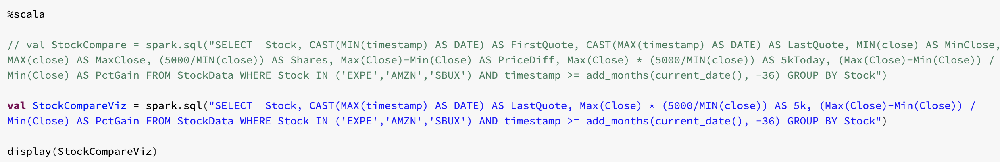 %scala
// val StockCompare = spark.sql("SELECT  Stock, CAST(MIN(timestamp) AS DATE) AS FirstQuote, CAST(MAX(timestamp) AS DATE) AS LastQuote, MIN(close) AS MinClose,
MAX(close) AS MaxClose, (5000/MIN(close)) AS Shares, Max(Close)-Min(Close) AS PriceDiff, Max(Close) * (5000/MIN(close)) AS 5kToday, (Max(Close)-Min(Close)) /
Min(Close) AS PctGain FROM StockData WHERE Stock IN ('EXPE','AMZN','SBUX') AND timestamp >= add_months(current_date(), -36) GROUP BY Stock")
val StockCompareViz = spark.sql("SELECT  Stock, CAST(MAX(timestamp) AS DATE) AS LastQuote, Max(Close) * (5000/MIN(close)) AS 5k, (Max(Close)-Min(Close)) /
Min(Close) AS PctGain FROM StockData WHERE Stock IN ('EXPE','AMZN','SBUX') AND timestamp >= add_months(current_date(), -36) GROUP BY Stock")
display(StockCompareViz)